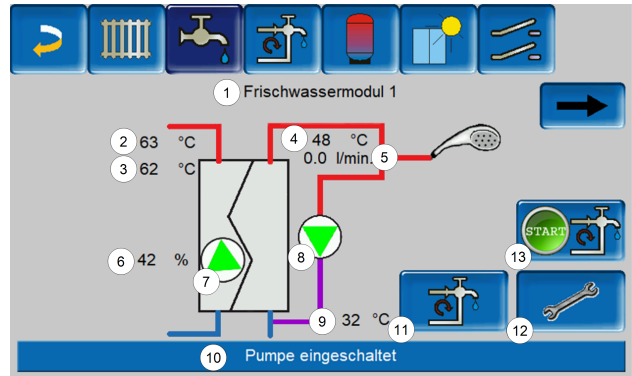 1 Frischwassermodul 1
2 63 °C
4 48 °C
0.0 l/min. 5
3 62 °C
START
13
6 42 %
7
8
9 32 °C
11
12
10 Pumpe eingeschaltet